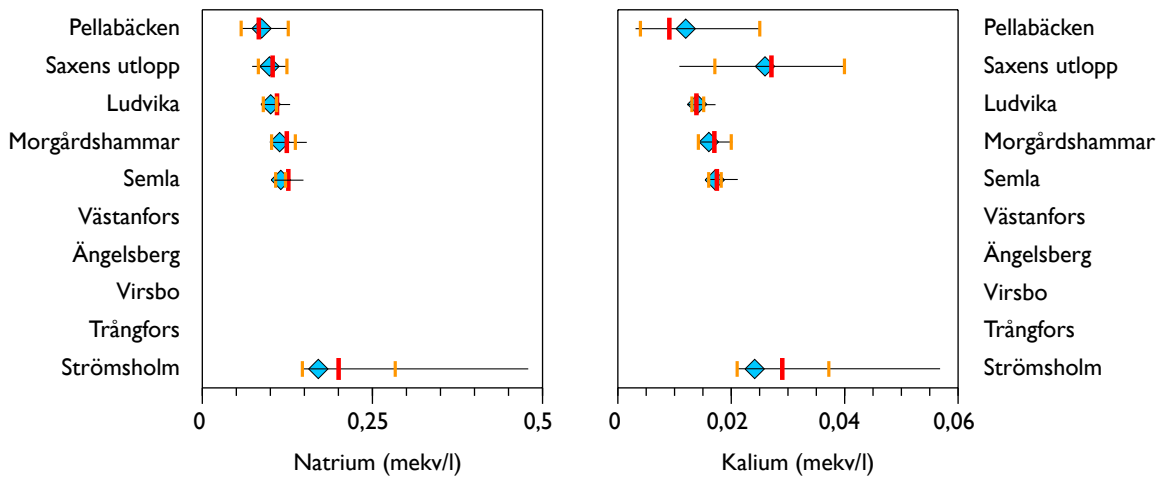 Pellabäcken
Saxens utlopp
Ludvika
Morgårdshammar
Semla
Västanfors
Ängelsberg
Virsbo
Trångfors
Strömsholm
0 0,25 0,5
Natrium (mekv/l)
Pellabäcken
Saxens utlopp
Ludvika
Morgårdshammar
Semla
Västanfors
Ängelsberg
Virsbo
Trångfors
Strömsholm
0 0,02 0,04 0,06
Kalium (mekv/l)